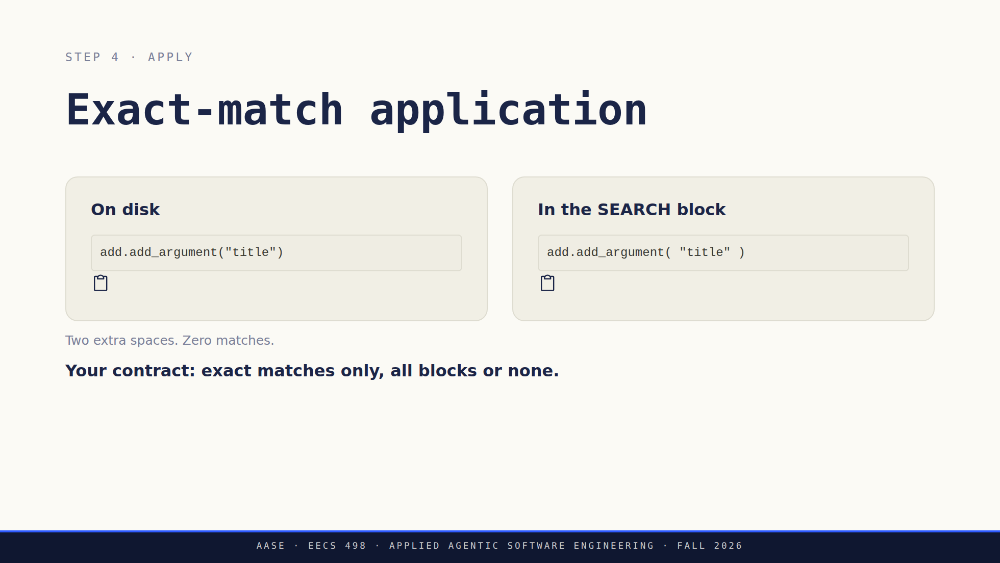 STEP 4 · APPLY
Exact-match application
On disk
add.add_argument("title")
In the SEARCH block
add.add_argument( "title" )
Two extra spaces. Zero matches.
Your contract: exact matches only, all blocks or none.
AASE · EECS 498 · APPLIED AGENTIC SOFTWARE ENGINEERING · FALL 2026